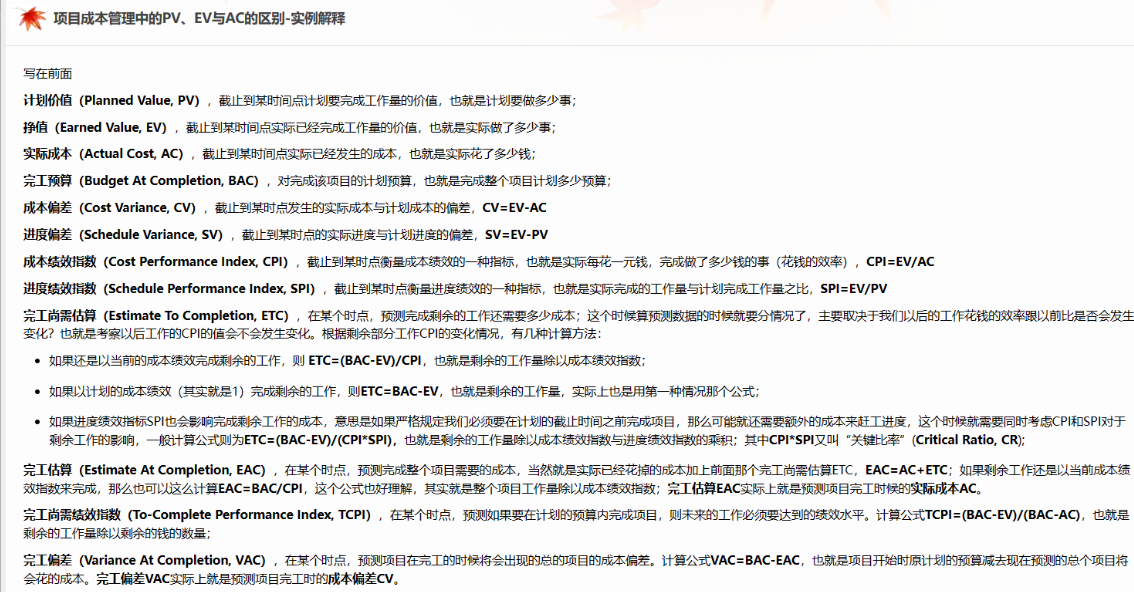 项目成本管理中的PV、EV与AC的区别-实例解释
写在前面
计划价值（Planned Value, PV），截止到某时间点计划要完成工作量的价值，也就是计划要做多少事；
挣值（Earned Value, EV），截止到某时间点实际已经完成工作量的价值，也就是实际做了多少事；
实际成本（Actual Cost, AC），截止到某时间点实际已经发生的成本，也就是实际花了多少钱；
完工预算（Budget At Completion, BAC），对完成该项目的计划预算，也就是完成整个项目计划多少预算；
成本偏差（Cost Variance, CV），截止到某时点发生的实际成本与计划成本的偏差，CV=EV-AC
进度偏差（Schedule Variance, SV），截止到某时点的实际进度与计划进度的偏差，SV=EV-PV
成本绩效指数（Cost Performance Index, CPI），截止到某时点衡量成本绩效的一种指标，也就是实际每花一元钱，完成做了多少钱的事（花钱的效率），CPI=EV/AC
进度绩效指数（Schedule Performance Index, SPI），截止到某时点衡量进度绩效的一种指标，也就是实际完成的工作量与计划完成工作量之比，SPI=EV/PV
完工尚需估算（Estimate To Completion, ETC），在某个时点，预测完成剩余的工作还需要多少成本；这个时候算预测数据的时候就要分情况了，主要取决于我们以后的工作花钱的效率跟以前比是否会发生
变化？也就是考察以后工作的CPI的值会不会发生变化。根据剩余部分工作CPI的变化情况，有几种计算方法：
• 如果还是以当前的成本绩效完成剩余的工作，则 ETC=(BAC-EV)/CPI，也就是剩余的工作量除以成本绩效指数；
• 如果以计划的成本绩效（其实就是1）完成剩余的工作，则ETC=BAC-EV，也就是剩余的工作量，实际上也是用第一种情况那个公式；
• 如果进度绩效指标SPI也会影响完成剩余工作的成本，意思是如果严格规定我们必须要在计划的截止时间之前完成项目，那么可能就还需要额外的成本来赶工进度，这个时候就需要同时考虑CPI和SPI对于
剩余工作的影响，一般计算公式则为ETC=(BAC-EV)/(CPI*SPI)，也就是剩余的工作量除以成本绩效指数与进度绩效指数的乘积；其中CPI*SPI又叫“关键比率”(Critical Ratio, CR);
完工估算（Estimate At Completion, EAC），在某个时点，预测完成整个项目需要的成本，当然就是实际已经花掉的成本加上前面那个完工尚需估算ETC，EAC=AC+ETC；如果剩余工作还是以当前成本绩
效指数来完成，那么也可以这么计算EAC=BAC/CPI，这个公式也好理解，其实就是整个项目工作量除以成本绩效指数；完工估算EAC实际上就是预测项目完工时候的实际成本AC。
完工尚需绩效指数（To-Complete Performance Index, TCPI），在某个时点，预测如果要在计划的预算内完成项目，则未来的工作必须要达到的绩效水平。计算公式TCPI=(BAC-EV)/(BAC-AC)，也就是
剩余的工作量除以剩余的钱的数量；
完工偏差（Variance At Completion, VAC），在某个时点，预测项目在完工的时候将会出现的总的项目的成本偏差。计算公式VAC=BAC-EAC，也就是项目开始时原计划的预算减去现在预测的总个项目将
会花的成本。完工偏差VAC实际上就是预测项目完工时的成本偏差CV。